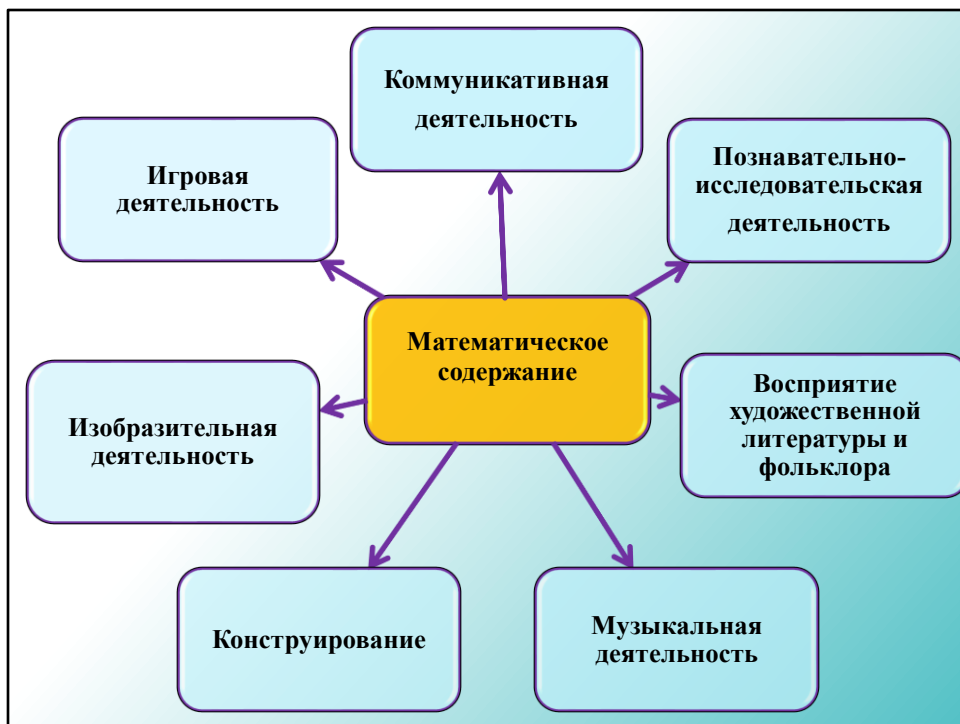 Коммуникативная
деятельность
Игровая
деятельность
Познавательно-
исследовательская
деятельность
Математическое
содержание
Изобразительная
деятельность
Восприятие
художественной
литературы и
фольклора
Конструирование
Музыкальная
деятельность